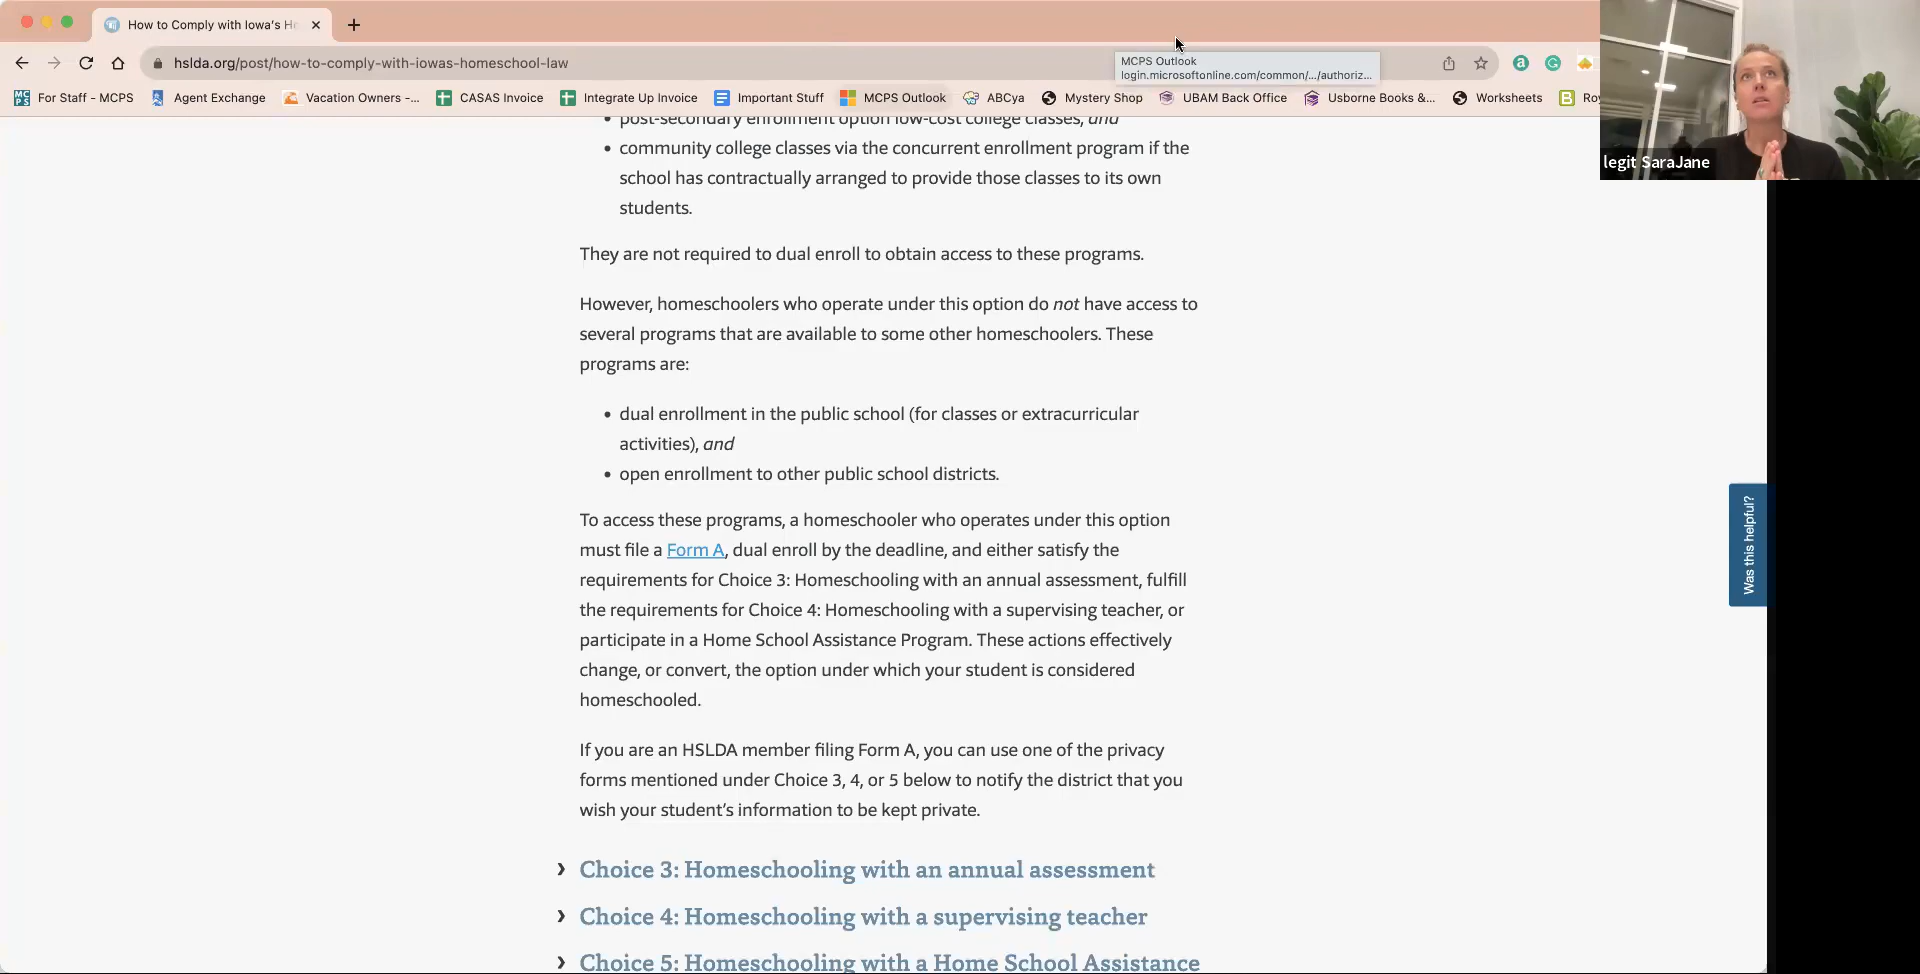 How to Comply with Iowa's H
hslda.org/post/how-to-comply-with-iowas-homeschool-law
MCPS Outlook
login.microsoftonline.com/common/.../authoriz...
For Staff - MCPS
Agent Exchange
Vacation Owners -...
CASAS Invoice
Integrate Up Invoice
Important Stuff
MCPS Outlook
ABCya
Mystery Shop
UBAM Back Office
Usborne Books &...
Worksheets
Roy
legit SaraJane
• post-secondary enrollment option low-cost college classes, and
• community college classes via the concurrent enrollment program if the
school has contractually arranged to provide those classes to its own
students.
They are not required to dual enroll to obtain access to these programs.
However, homeschoolers who operate under this option do not have access to
several programs that are available to some other homeschoolers. These
programs are:
• dual enrollment in the public school (for classes or extracurricular
activities), and
• open enrollment to other public school districts.
To access these programs, a homeschooler who operates under this option
must file a Form A, dual enroll by the deadline, and either satisfy the
requirements for Choice 3: Homeschooling with an annual assessment, fulfill
the requirements for Choice 4: Homeschooling with a supervising teacher, or
participate in a Home School Assistance Program. These actions effectively
change, or convert, the option under which your student is considered
homeschooled.
If you are an HSLDA member filing Form A, you can use one of the privacy
forms mentioned under Choice 3, 4, or 5 below to notify the district that you
wish your student's information to be kept private.
Choice 3: Homeschooling with an annual assessment
Choice 4: Homeschooling with a supervising teacher
Choice 5: Homeschooling with a Home School Assistance
Was this helpful?